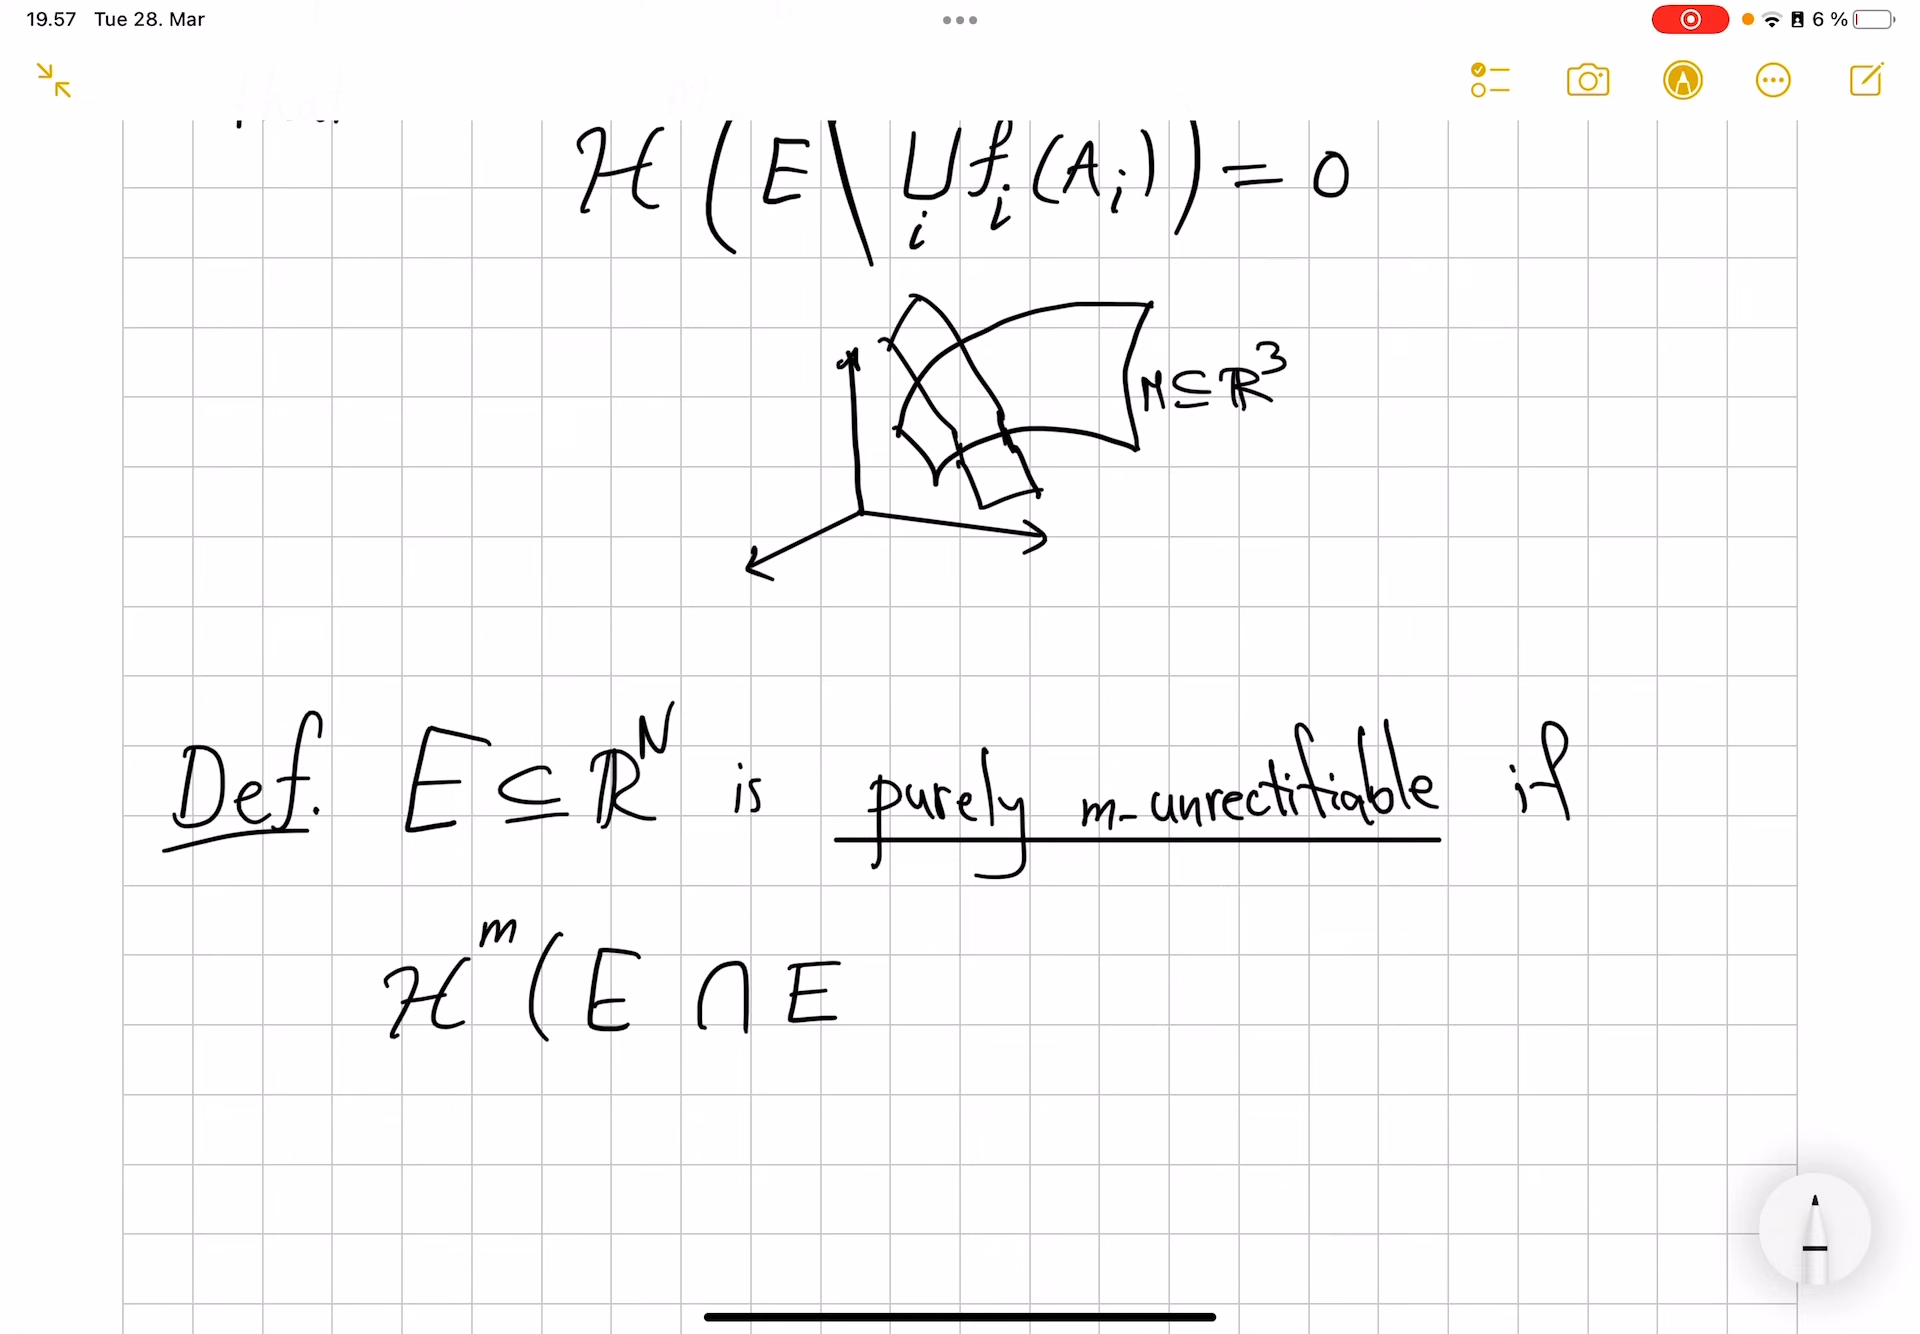 19.57 Tue 28. Mar 6 %
ℋ(E \ ⋃_i f_i(A_i)) = 0
M ⊆ ℝ³
Def. E ⊆ ℝ^N is purely m-unrectifiable if
ℋ^m(E ∩ E